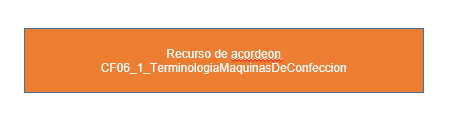 Recurso de acordeon
CF06_1_TerminologiaMaquinasDeConfeccion